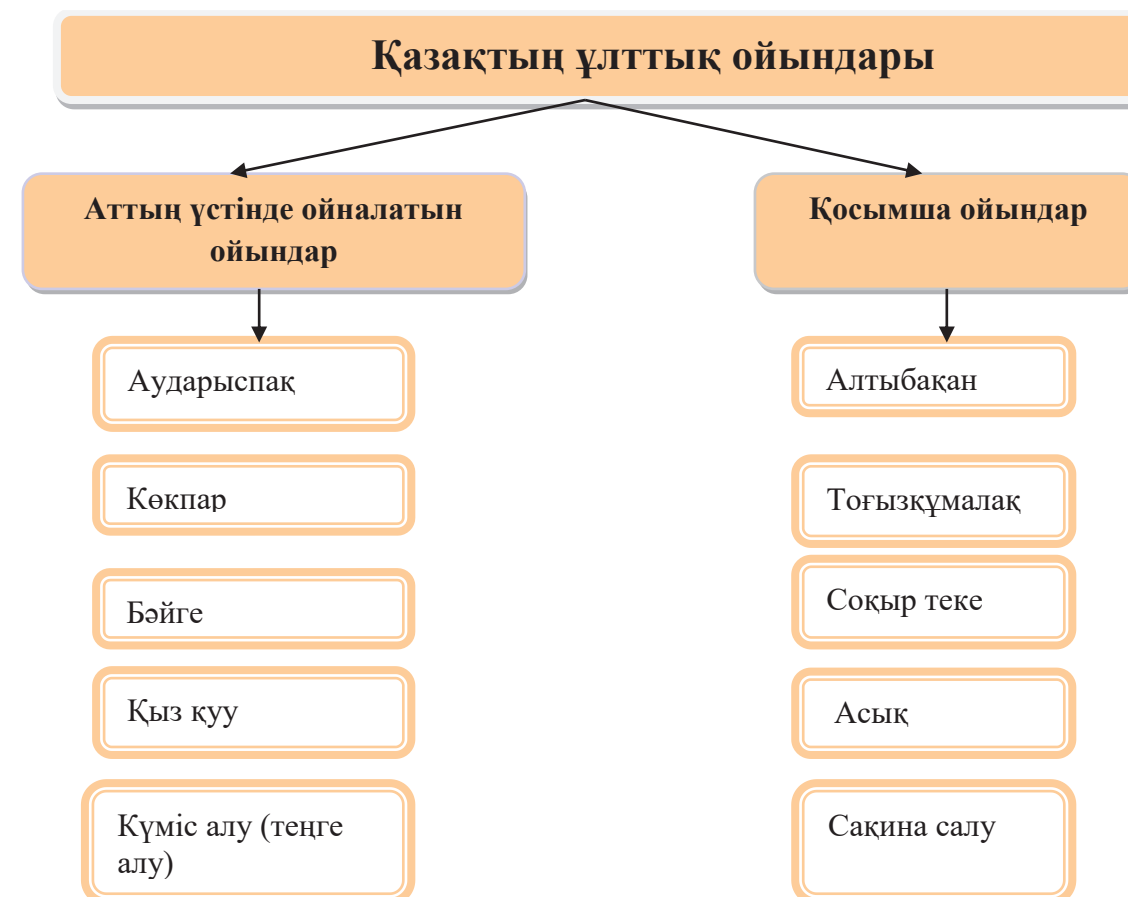 Қазақтың ұлттық ойындары
Аттың үстінде ойналатын
ойындар
Қосымша ойындар
Аударыспақ
Көкпар
Бәйге
Қыз қуу
Күміс алу (теңге
алу)
Алтыбақан
Тоғызқұмалақ
Соқыр теке
Асық
Сақина салу